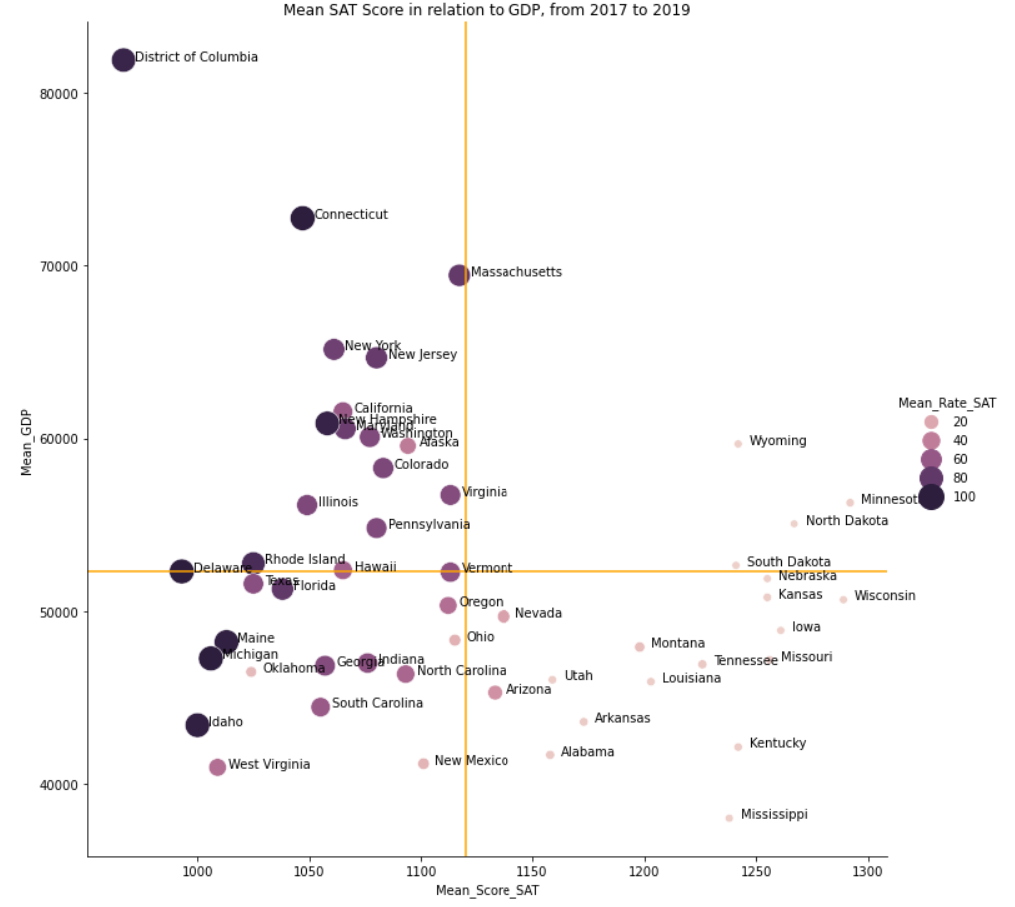 Mean SAT Score in relation to GDP, from 2017 to 2019
District of Columbia
80000
Connecticut
70000
Massachusetts
New York
New Jersey
California
New Hampshire
Maryland
Washington
60000
Alaska
Wyoming
Colorado
Virginia
Illinois
Minnesot
North Dakota
Pennsylvania
Rhode Island
South Dakota
Delaware
Hawaii
Vermont
Nebraska
Texas
Florida
Kansas
Wisconsin
Oregon
50000
Nevada
Iowa
Maine
Ohio
Montana
Michigan
Georgia
Indiana
Tennessee
Missouri
Oklahoma
North Carolina
Utah
Louisiana
Arizona
South Carolina
Arkansas
Idaho
Kentucky
Alabama
West Virginia
New Mexico
40000
Mississippi
Mean_GDP
1000
1050
1100
1150
1200
1250
1300
Mean_Score_SAT
Mean_Rate_SAT
20
40
60
80
100